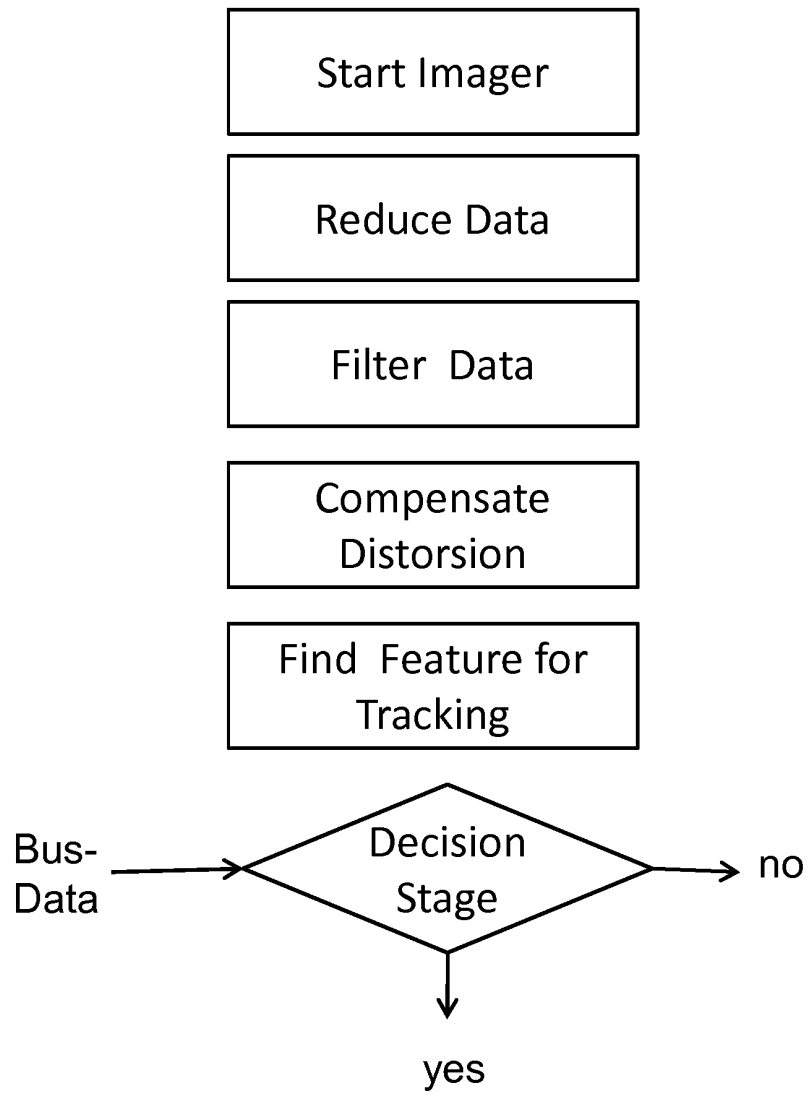 Start Imager
Reduce Data
Filter Data
Compensate
Distorsion
Find Feature for
Tracking
Bus-
Data
Decision
Stage
no
yes